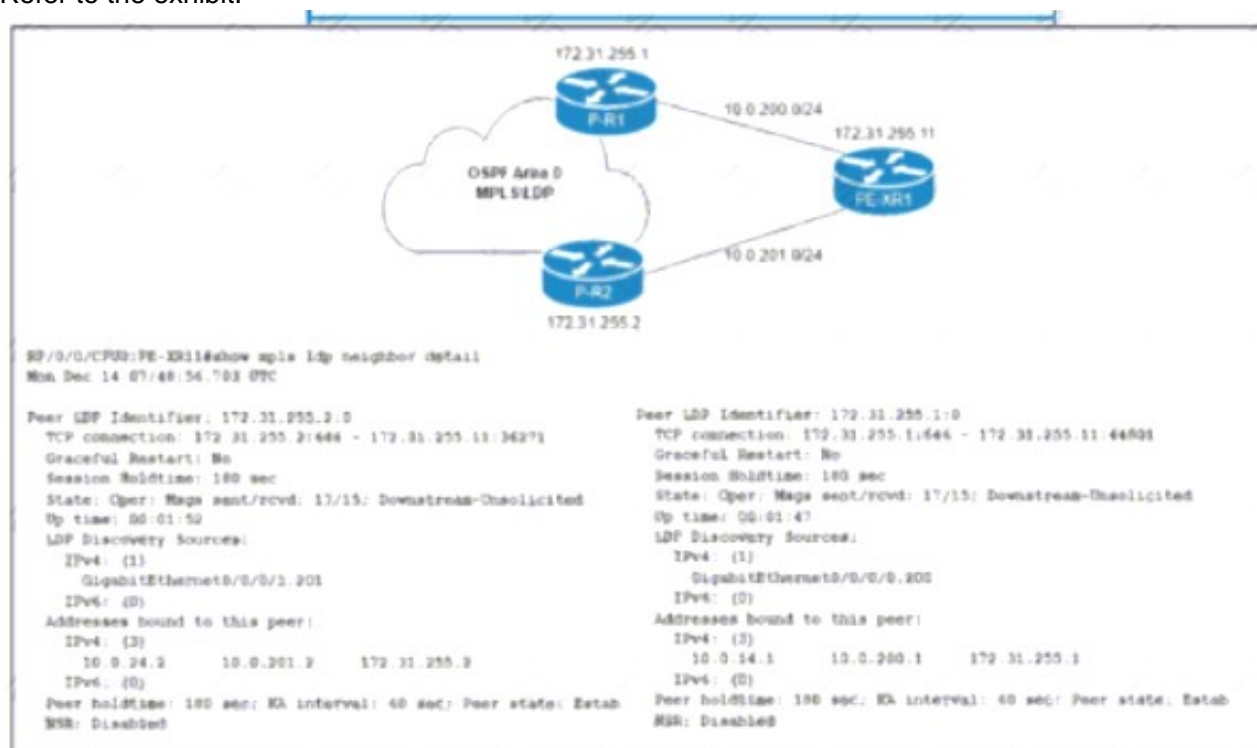 Refer to the exhibit.
172.31.255.1
P-R1
10.0.200.0/24
172.31.255.11
PE-XR1
OSPF Area 0
MPLS\LDP
10.0.201.0/24
P-R2
172.31.255.2
RP/0/0/CPU0:PE-XR11#show mpls ldp neighbor detail
Mon Dec 14 07:48:56.703 UTC
Peer LDP Identifier: 172.31.255.2:0
TCP connection: 172.31.255.2:646 - 172.31.255.11:36271
Graceful Restart: No
Session Holdtime: 180 sec
State: Oper; Msgs sent/rcvd: 17/15; Downstream-Unsolicited
Up time: 00:01:52
LDP Discovery Sources:
IPv4: (1)
GigabitEthernet0/0/0/1.201
IPv6: (0)
Addresses bound to this peer:
IPv4: (3)
10.0.24.2 10.0.201.2 172.31.255.2
IPv6: (0)
Peer holdtime: 180 sec; KA interval: 60 sec; Peer state: Estab
NSR: Disabled
Peer LDP Identifier: 172.31.255.1:0
TCP connection: 172.31.255.1:646 - 172.31.255.11:44801
Graceful Restart: No
Session Holdtime: 180 sec
State: Oper; Msgs sent/rcvd: 17/15; Downstream-Unsolicited
Up time: 00:01:47
LDP Discovery Sources:
IPv4: (1)
GigabitEthernet0/0/0/0.200
IPv6: (0)
Addresses bound to this peer:
IPv4: (3)
10.0.14.1 10.0.200.1 172.31.255.1
IPv6: (0)
Peer holdtime: 180 sec; KA interval: 60 sec; Peer state: Estab
NSR: Disabled